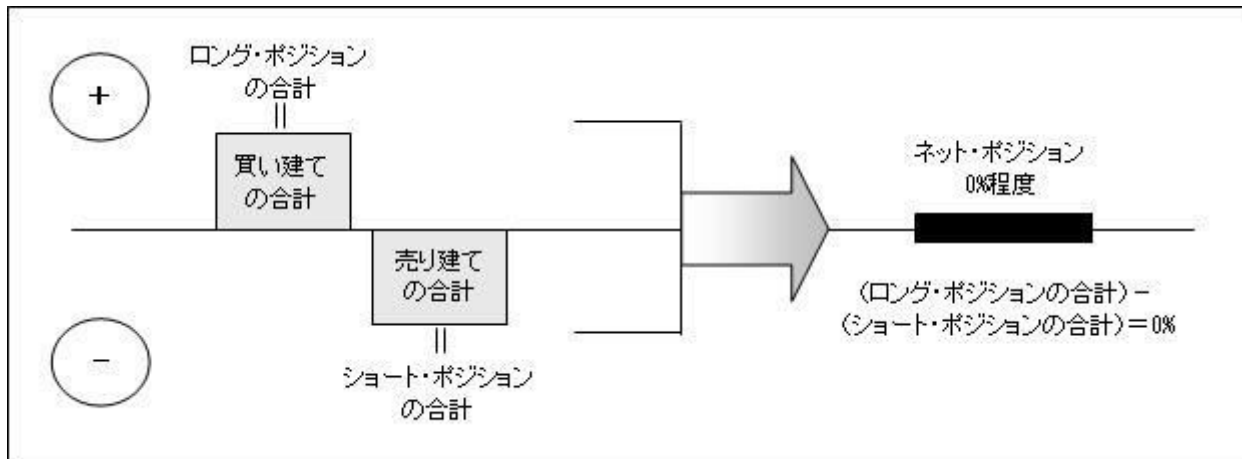 ロング・ポジション
の合計
||
+
買い建て
の合計
売り建て
の合計
||
ショート・ポジション
の合計
-
ネット・ポジション
0%程度
(ロング・ポジションの合計)-
(ショート・ポジションの合計)=0%